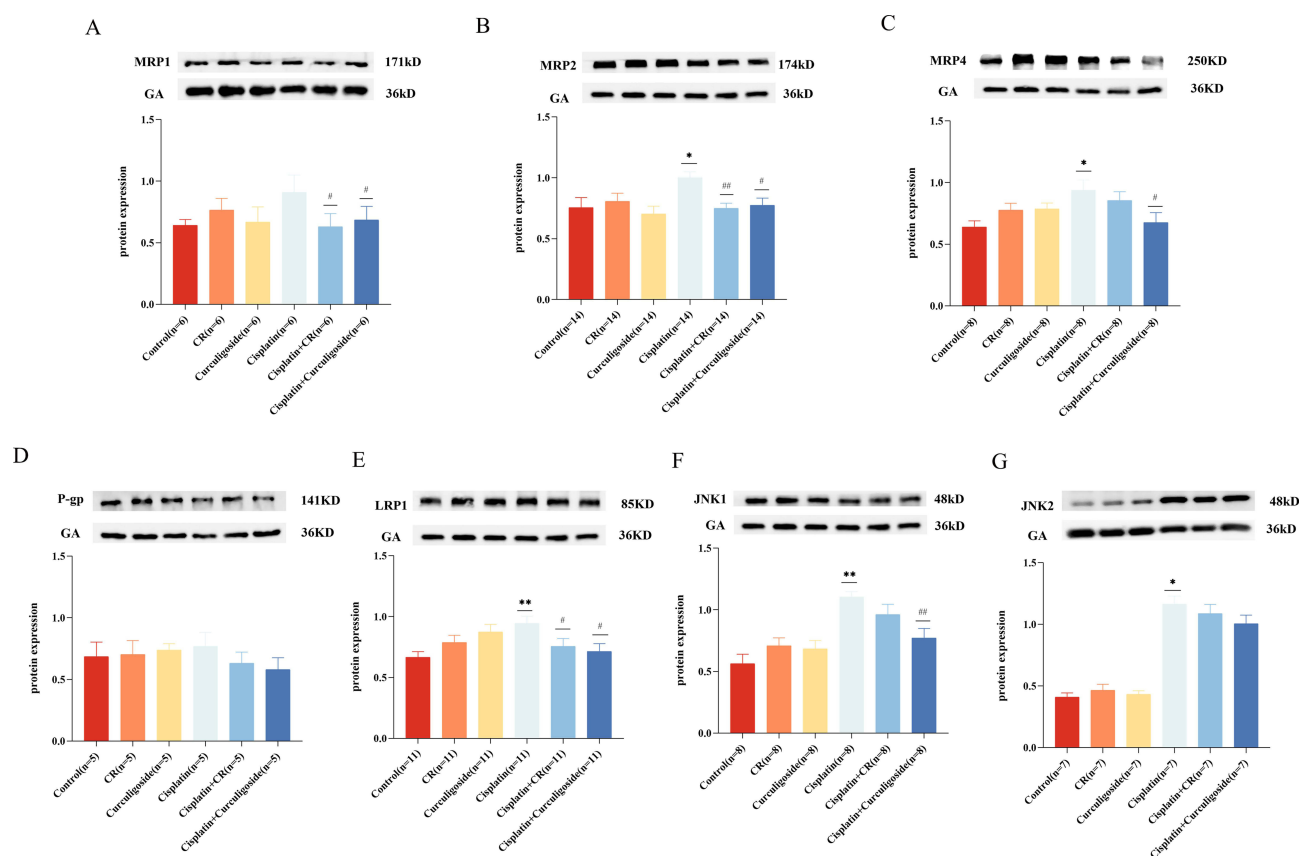 A
MRP1 171kD
GA 36kD
protein expression
1.5
1.0
0.5
0.0
# #
Control(n=6)
CR(n=6)
Curculigoside(n=6)
Cisplatin(n=6)
Cisplatin+CR(n=6)
Cisplatin+Curculigoside(n=6)
B
MRP2 174kD
GA 36kD
protein expression
1.5
1.0
0.5
0.0
* ## #
Control(n=14)
CR(n=14)
Curculigoside(n=14)
Cisplatin(n=14)
Cisplatin+CR(n=14)
Cisplatin+Curculigoside(n=14)
C
MRP4 250KD
GA 36KD
protein expression
1.5
1.0
0.5
0.0
* #
Control(n=8)
CR(n=8)
Curculigoside(n=8)
Cisplatin(n=8)
Cisplatin+CR(n=8)
Cisplatin+Curculigoside(n=8)
D
P-gp 141KD
GA 36KD
protein expression
1.5
1.0
0.5
0.0
Control(n=5)
CR(n=5)
Curculigoside(n=5)
Cisplatin(n=5)
Cisplatin+CR(n=5)
Cisplatin+Curculigoside(n=5)
E
LRP1 85KD
GA 36KD
protein expression
1.5
1.0
0.5
0.0
** # #
Control(n=11)
CR(n=11)
Curculigoside(n=11)
Cisplatin(n=11)
Cisplatin+CR(n=11)
Cisplatin+Curculigoside(n=11)
F
JNK1 48kD
GA 36kD
protein expression
1.5
1.0
0.5
0.0
** ##
Control(n=8)
CR(n=8)
Curculigoside(n=8)
Cisplatin(n=8)
Cisplatin+CR(n=8)
Cisplatin+Curculigoside(n=8)
G
JNK2 48kD
GA 36kD
protein expression
1.5
1.0
0.5
0.0
*
Control(n=7)
CR(n=7)
Curculigoside(n=7)
Cisplatin(n=7)
Cisplatin+CR(n=7)
Cisplatin+Curculigoside(n=7)